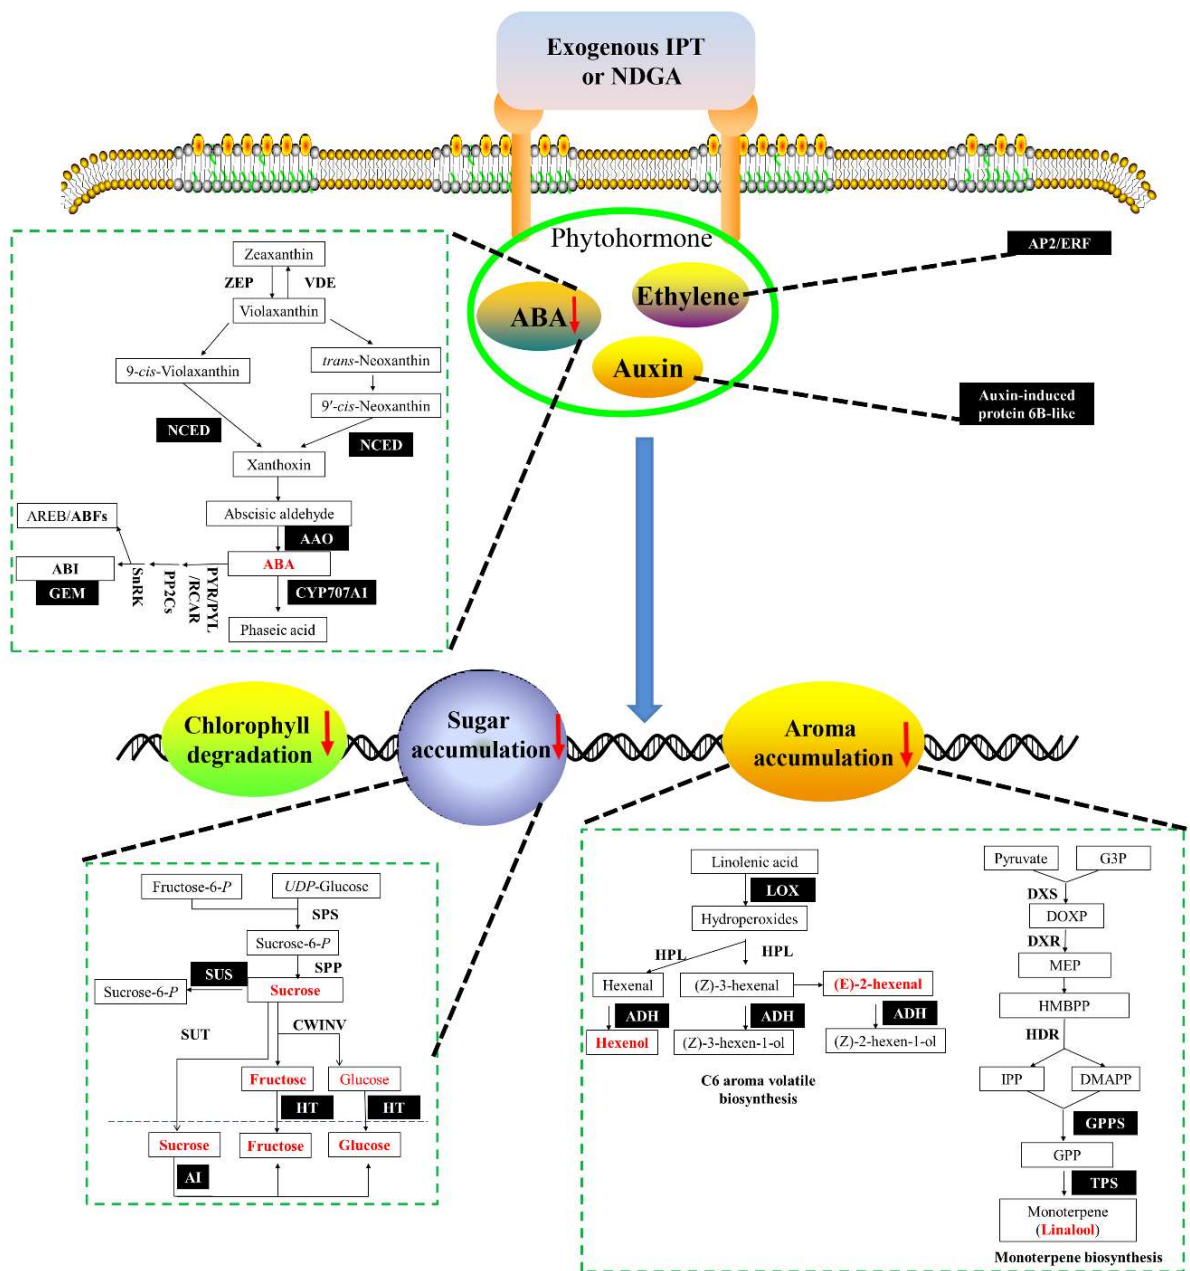 Exogenous IPT
or NDGA
Phytohormone
ABA
Ethylene
Auxin
AP2/ERF
Auxin-induced
protein 6B-like
Zeaxanthin
ZEP
VDE
Violaxanthin
9-cis-Violaxanthin
trans-Neoxanthin
9'-cis-Neoxanthin
NCED
NCED
Xanthoxin
Abscisic aldehyde
AREB/ABFs
AAO
ABI
ABA
GEM
SnRK
PP2Cs
PYR/PYL
/RCAR
CYP707A1
Phaseic acid
Chlorophyll
degradation
Sugar
accumulation
Aroma
accumulation
Fructose-6-P
UDP-Glucose
SPS
Sucrose-6-P
SUS
SPP
Sucrose-6-P
Sucrose
SUT
CWINV
Fructose
Glucose
HT
HT
Sucrose
Fructose
Glucose
AI
Linolenic acid
LOX
Hydroperoxides
HPL
HPL
Hexenal
(Z)-3-hexenal
(E)-2-hexenal
ADH
ADH
ADH
Hexenol
(Z)-3-hexen-1-ol
(Z)-2-hexen-1-ol
C6 aroma volatile
biosynthesis
Pyruvate
G3P
DXS
DOXP
DXR
MEP
HMBPP
HDR
IPP
DMAPP
GPPS
GPP
TPS
Monoterpene
(Linalool)
Monoterpene biosynthesis